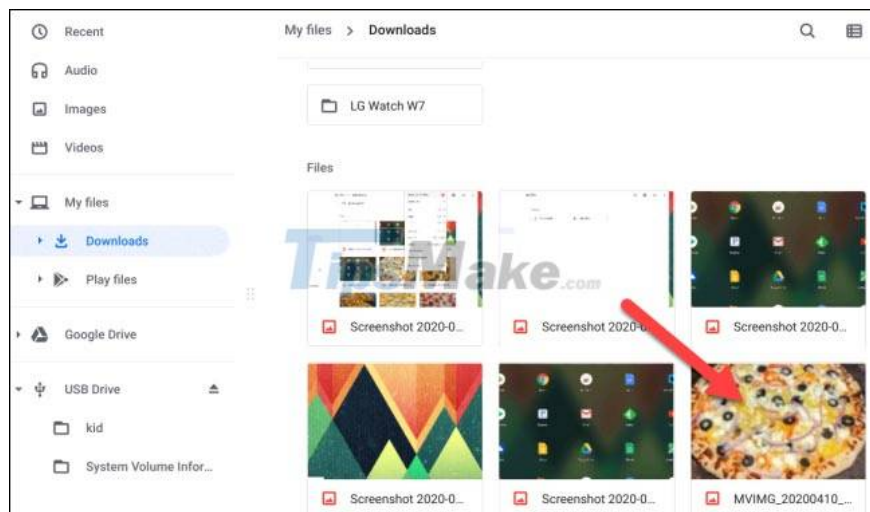 Recent
Audio
Images
Videos
My files
Downloads
Play files
Google Drive
USB Drive
kid
System Volume Infor...
My files > Downloads
LG Watch W7
Files
TipsMake.com
Screenshot 2020-0...
Screenshot 2020-0...
Screenshot 2020-0...
Screenshot 2020-0...
Screenshot 2020-0...
MVIMG_20200410_...